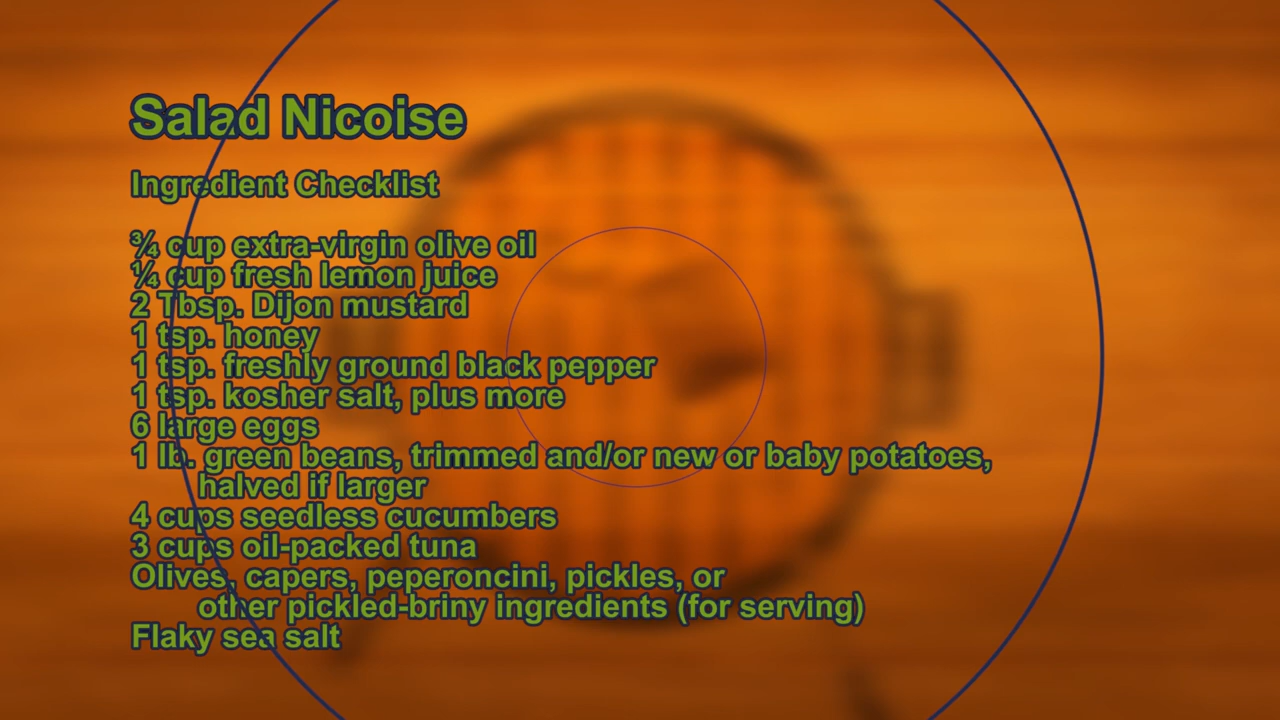 Salad Nicoise
Ingredient Checklist
¾ cup extra-virgin olive oil
¼ cup fresh lemon juice
2 Tbsp. Dijon mustard
1 tsp. honey
1 tsp. freshly ground black pepper
1 tsp. kosher salt, plus more
6 large eggs
1 lb. green beans, trimmed and/or new or baby potatoes,
halved if larger
4 cups seedless cucumbers
3 cups oil-packed tuna
Olives, capers, peperoncini, pickles, or
other pickled-briny ingredients (for serving)
Flaky sea salt